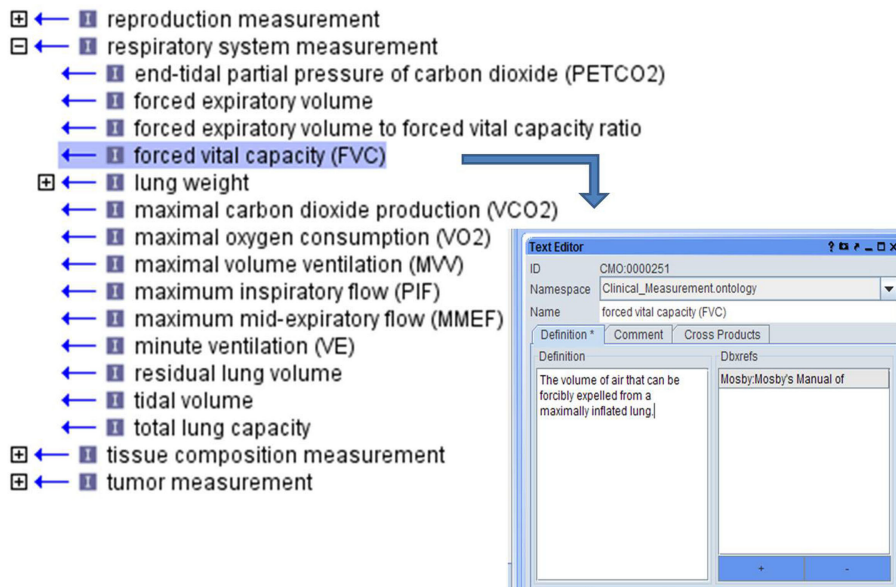 reproduction measurement
respiratory system measurement
end-tidal partial pressure of carbon dioxide (PETCO2)
forced expiratory volume
forced expiratory volume to forced vital capacity ratio
forced vital capacity (FVC)
lung weight
maximal carbon dioxide production (VCO2)
maximal oxygen consumption (VO2)
maximal volume ventilation (MVV)
maximum inspiratory flow (PIF)
maximum mid-expiratory flow (MMEF)
minute ventilation (VE)
residual lung volume
tidal volume
total lung capacity
tissue composition measurement
tumor measurement
Text Editor
ID CMO:0000251
Namespace Clinical_Measurement.ontology
Name forced vital capacity (FVC)
Definition * Comment Cross Products
Definition Dbxrefs
The volume of air that can be
forcibly expelled from a
maximally inflated lung.
Mosby:Mosby's Manual of
+ -